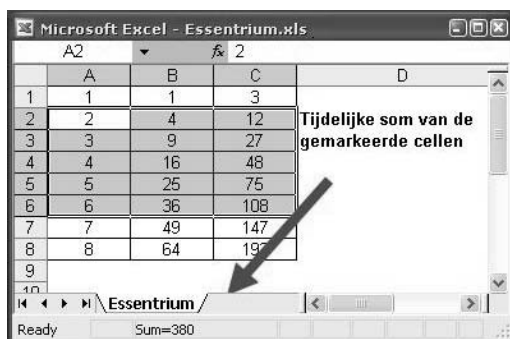 Microsoft Excel - Essentrium.xls
A2 fx 2
A B C D
1 1 1 3
2 2 4 12 Tijdelijke som van de
3 3 9 27 gemarkeerde cellen
4 4 16 48
5 5 25 75
6 6 36 108
7 7 49 147
8 8 64
9
10
Essentrium
Ready Sum=380